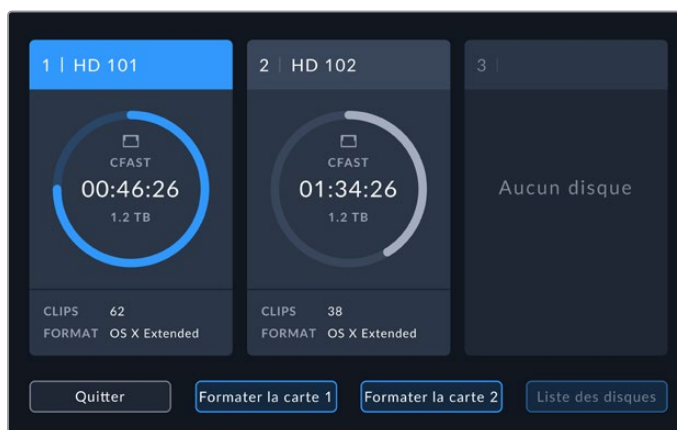 1 | HD 101
CFAST
00:46:26
1.2 TB
CLIPS 62
FORMAT OS X Extended
2 | HD 102
CFAST
01:34:26
1.2 TB
CLIPS 38
FORMAT OS X Extended
3 |
Aucun disque
Quitter
Formater la carte 1
Formater la carte 2
Liste des disques